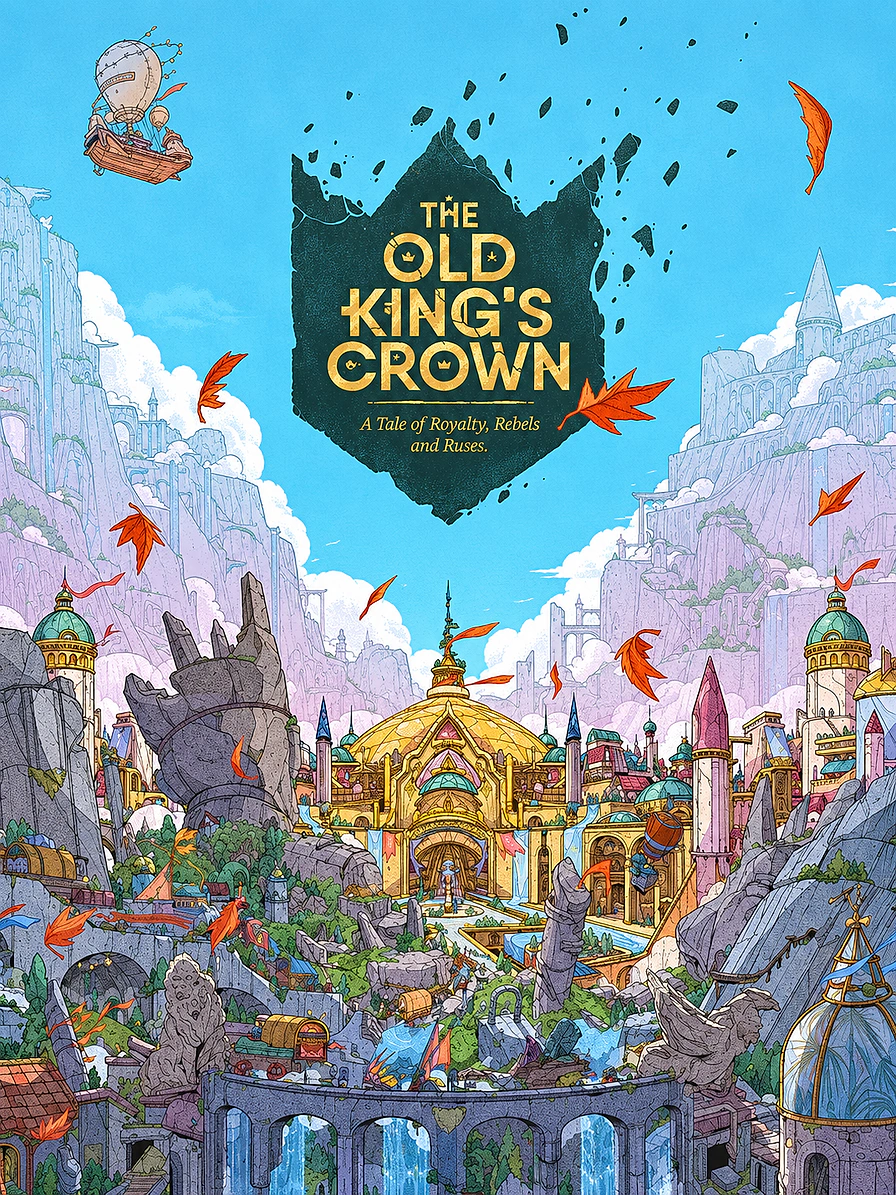 THE
OLD
KING'S
CROWN
A Tale of Royalty, Rebels
and Ruses.